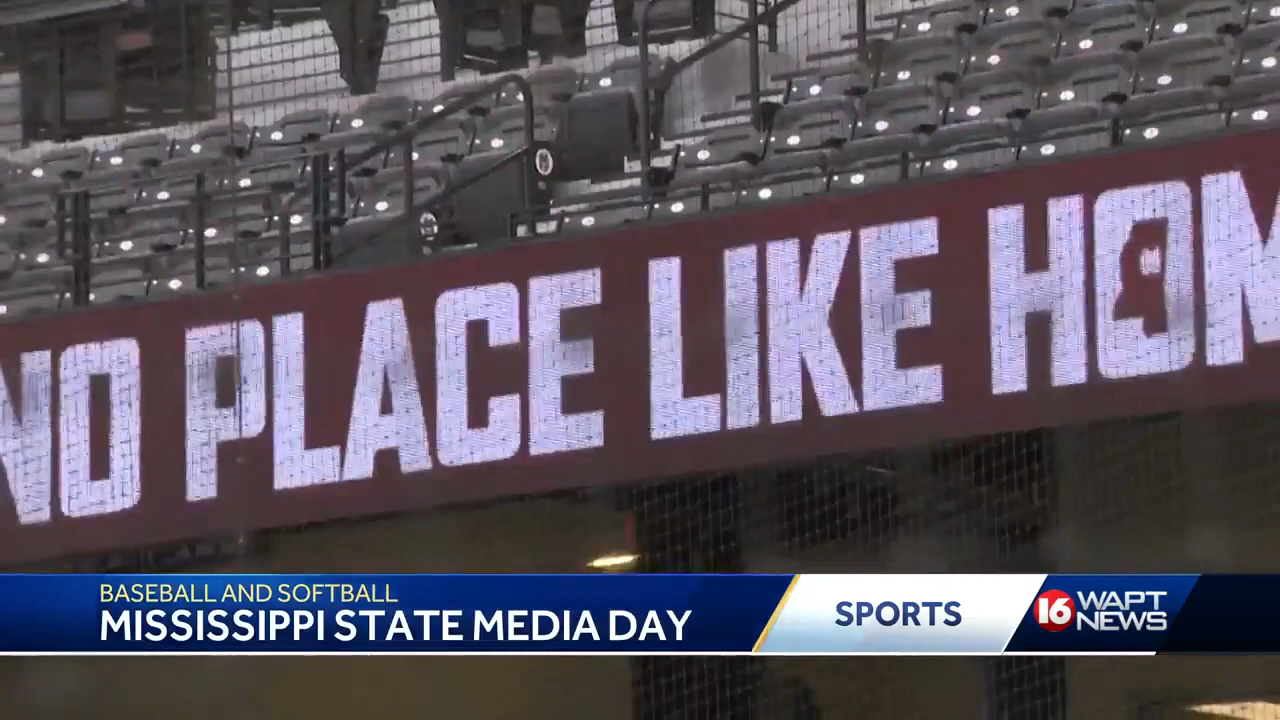 NO PLACE LIKE HOM
BASEBALL AND SOFTBALL
MISSISSIPPI STATE MEDIA DAY
SPORTS
16 WAPT
NEWS